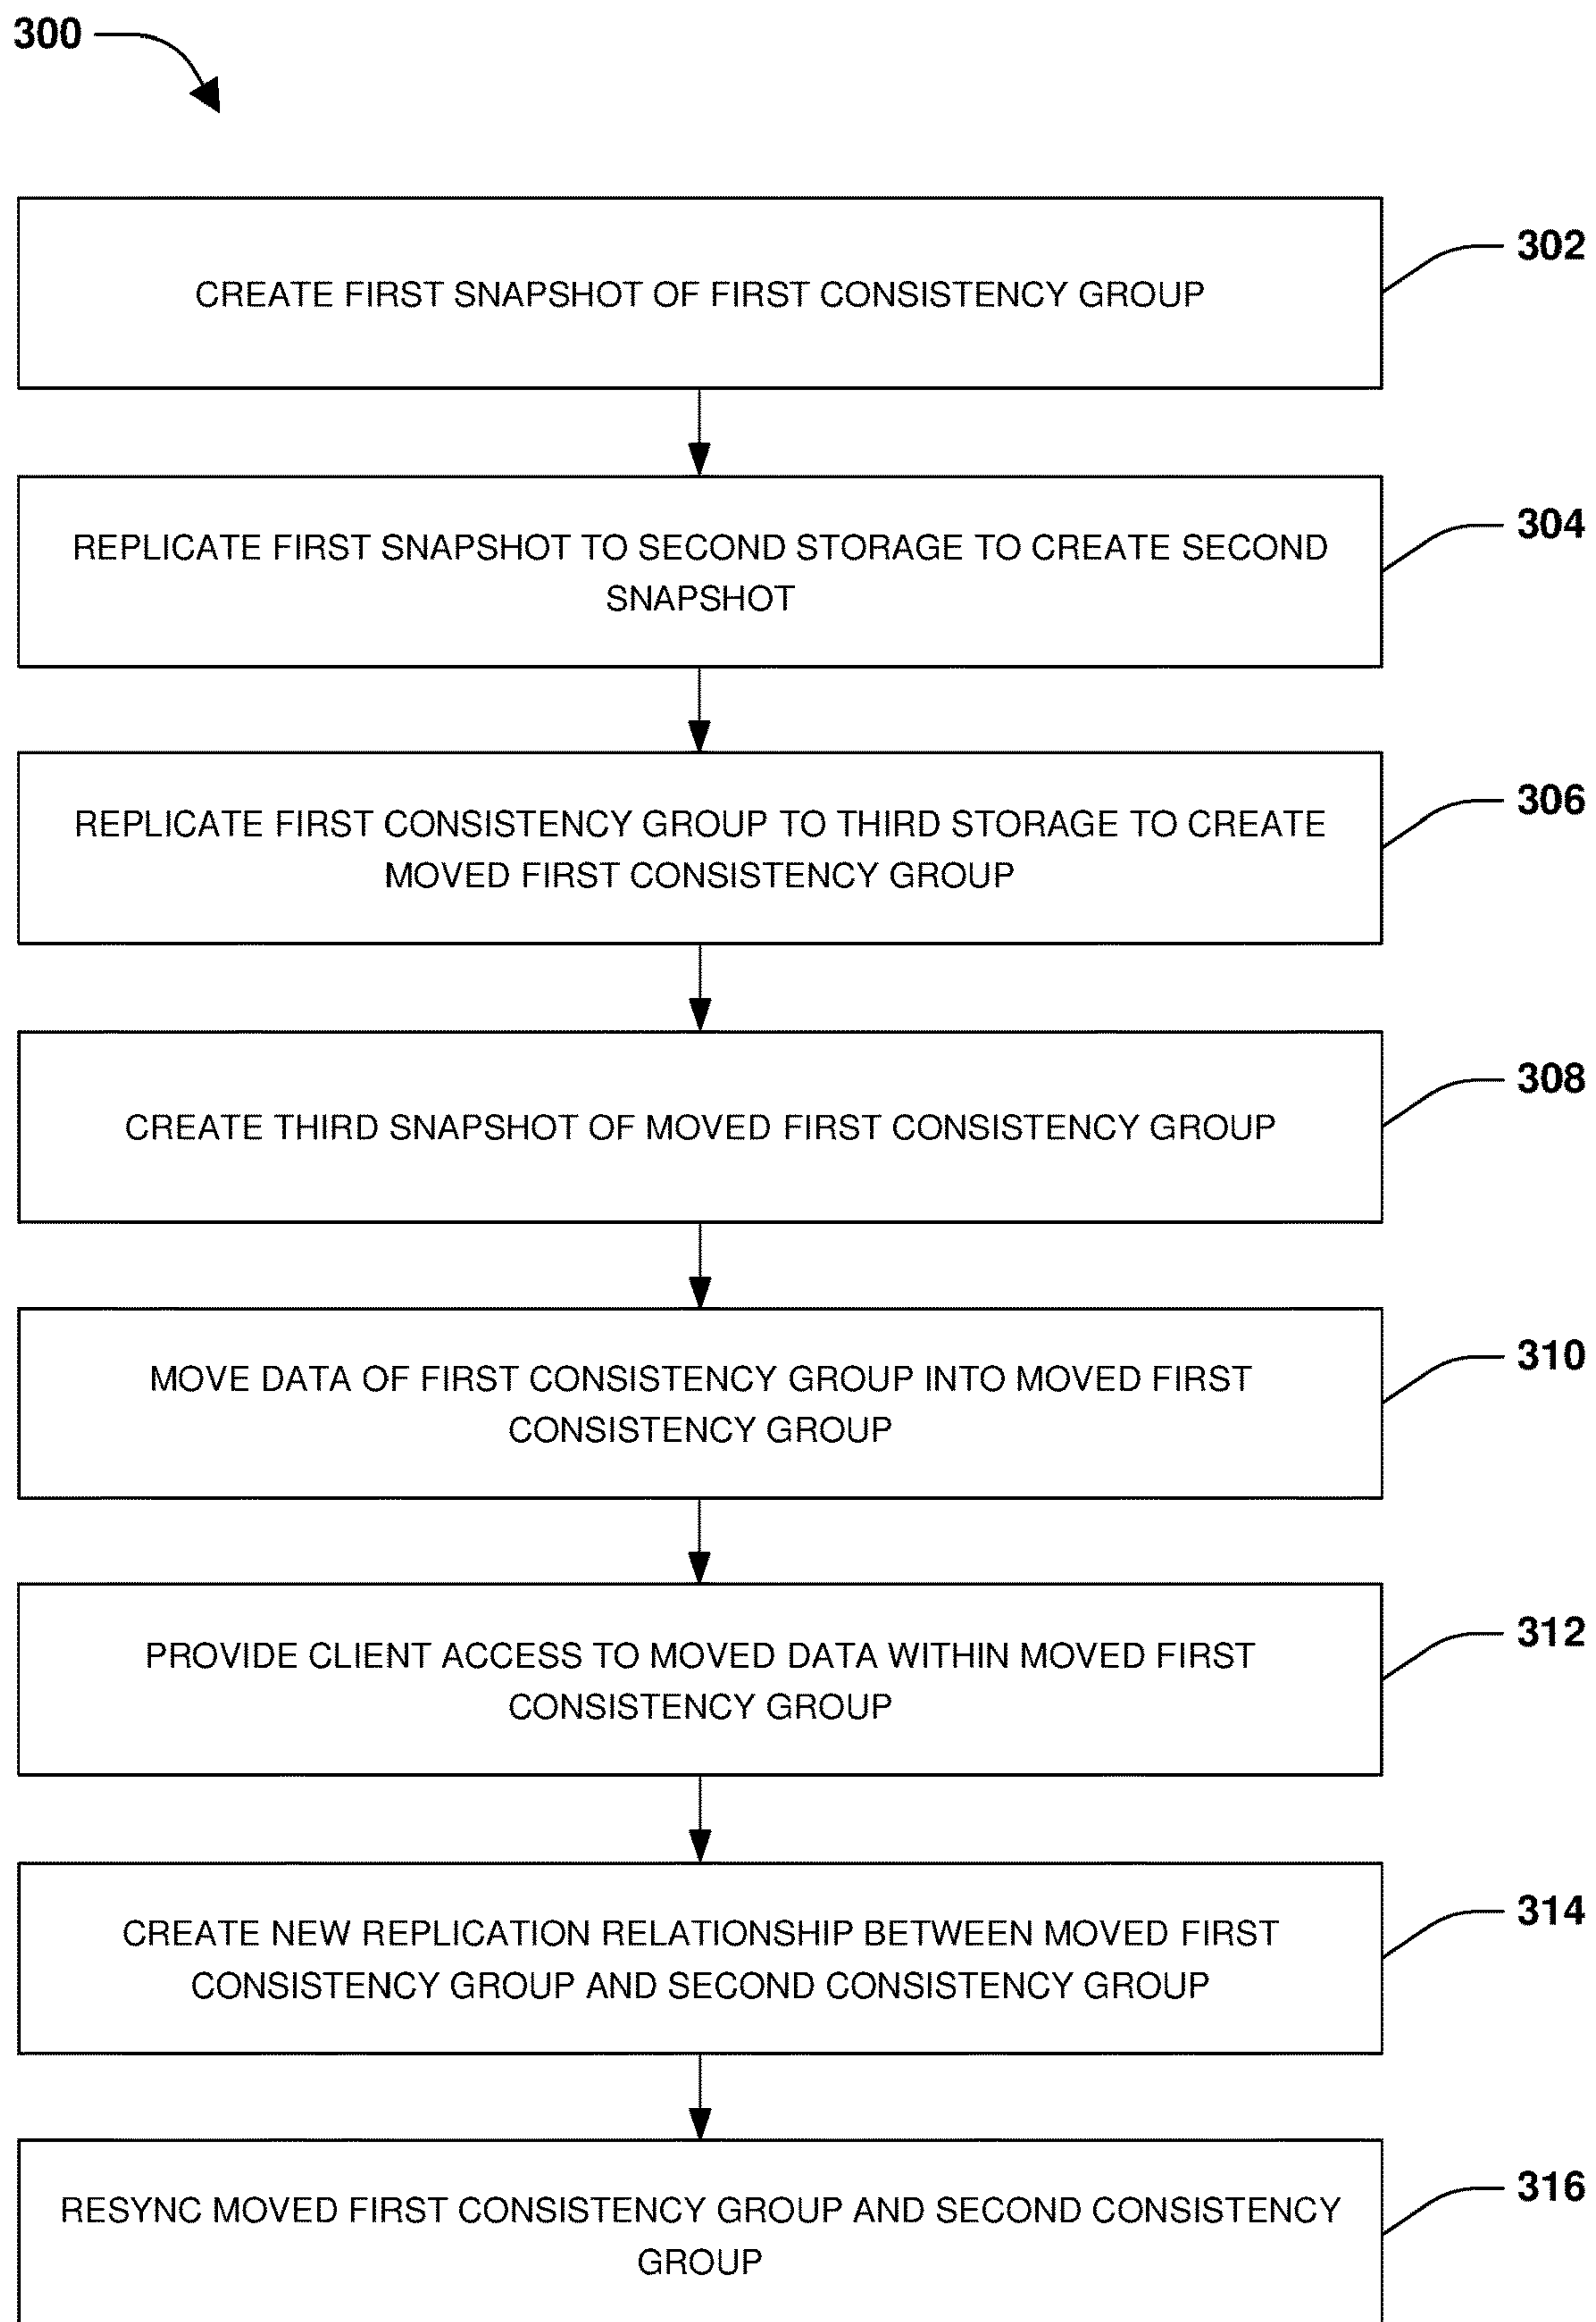 300
302
CREATE FIRST SNAPSHOT OF FIRST CONSISTENCY GROUP
304
REPLICATE FIRST SNAPSHOT TO SECOND STORAGE TO CREATE SECOND
SNAPSHOT
306
REPLICATE FIRST CONSISTENCY GROUP TO THIRD STORAGE TO CREATE
MOVED FIRST CONSISTENCY GROUP
308
CREATE THIRD SNAPSHOT OF MOVED FIRST CONSISTENCY GROUP
310
MOVE DATA OF FIRST CONSISTENCY GROUP INTO MOVED FIRST
CONSISTENCY GROUP
312
PROVIDE CLIENT ACCESS TO MOVED DATA WITHIN MOVED FIRST
CONSISTENCY GROUP
314
CREATE NEW REPLICATION RELATIONSHIP BETWEEN MOVED FIRST
CONSISTENCY GROUP AND SECOND CONSISTENCY GROUP
316
RESYNC MOVED FIRST CONSISTENCY GROUP AND SECOND CONSISTENCY
GROUP